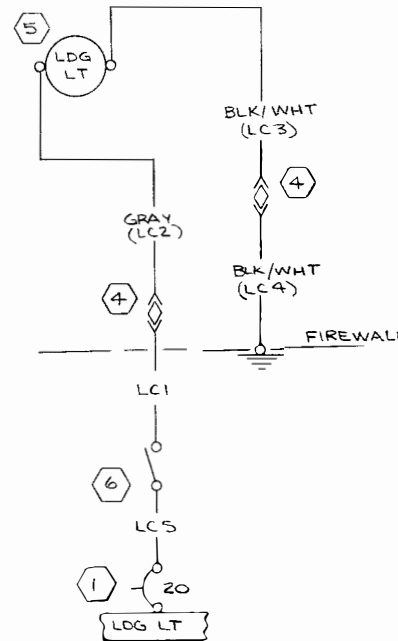 5
LDG
LT
BLK/WHT
(LC3)
4
GRAY
(LC2)
BLK/WHT
(LC4)
4
FIREWALL
LC1
6
LC5
1
20
LDG LT